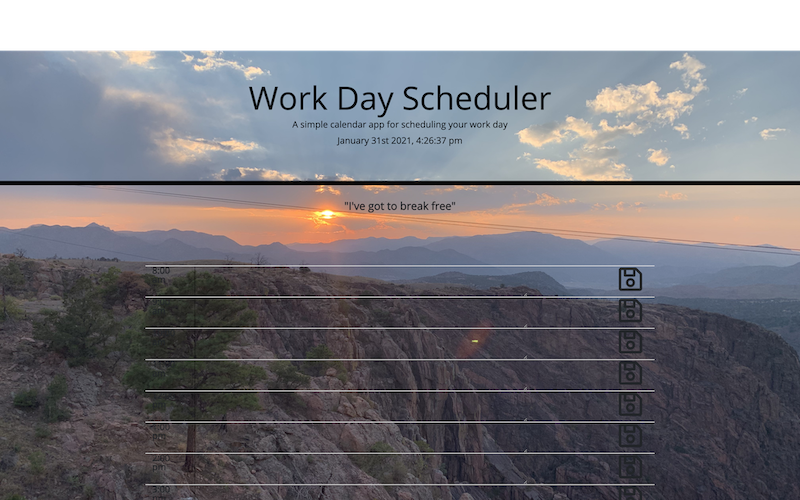 Work Day Scheduler
A simple calendar app for scheduling your work day
January 31st 2021, 4:26:37 pm
"I've got to break free"
8:00